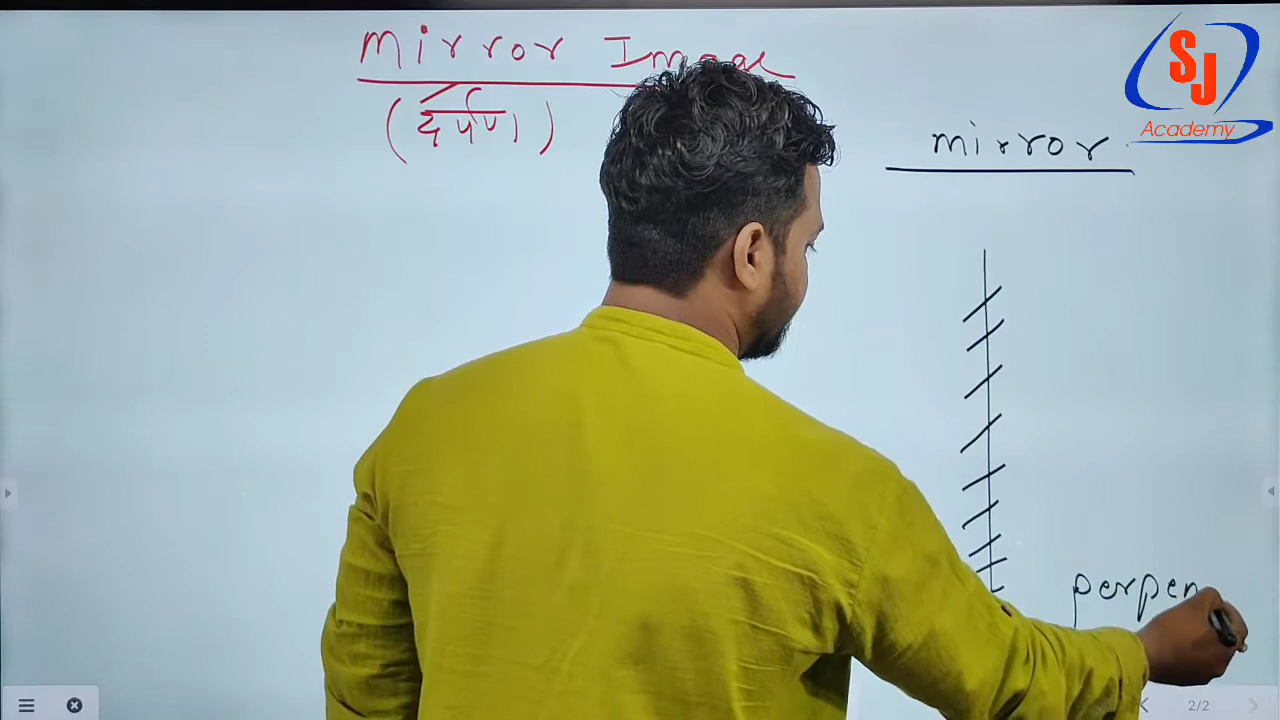 Mirror Image
(दर्पण)
mirror
perpen
SJ
Academy
2/2